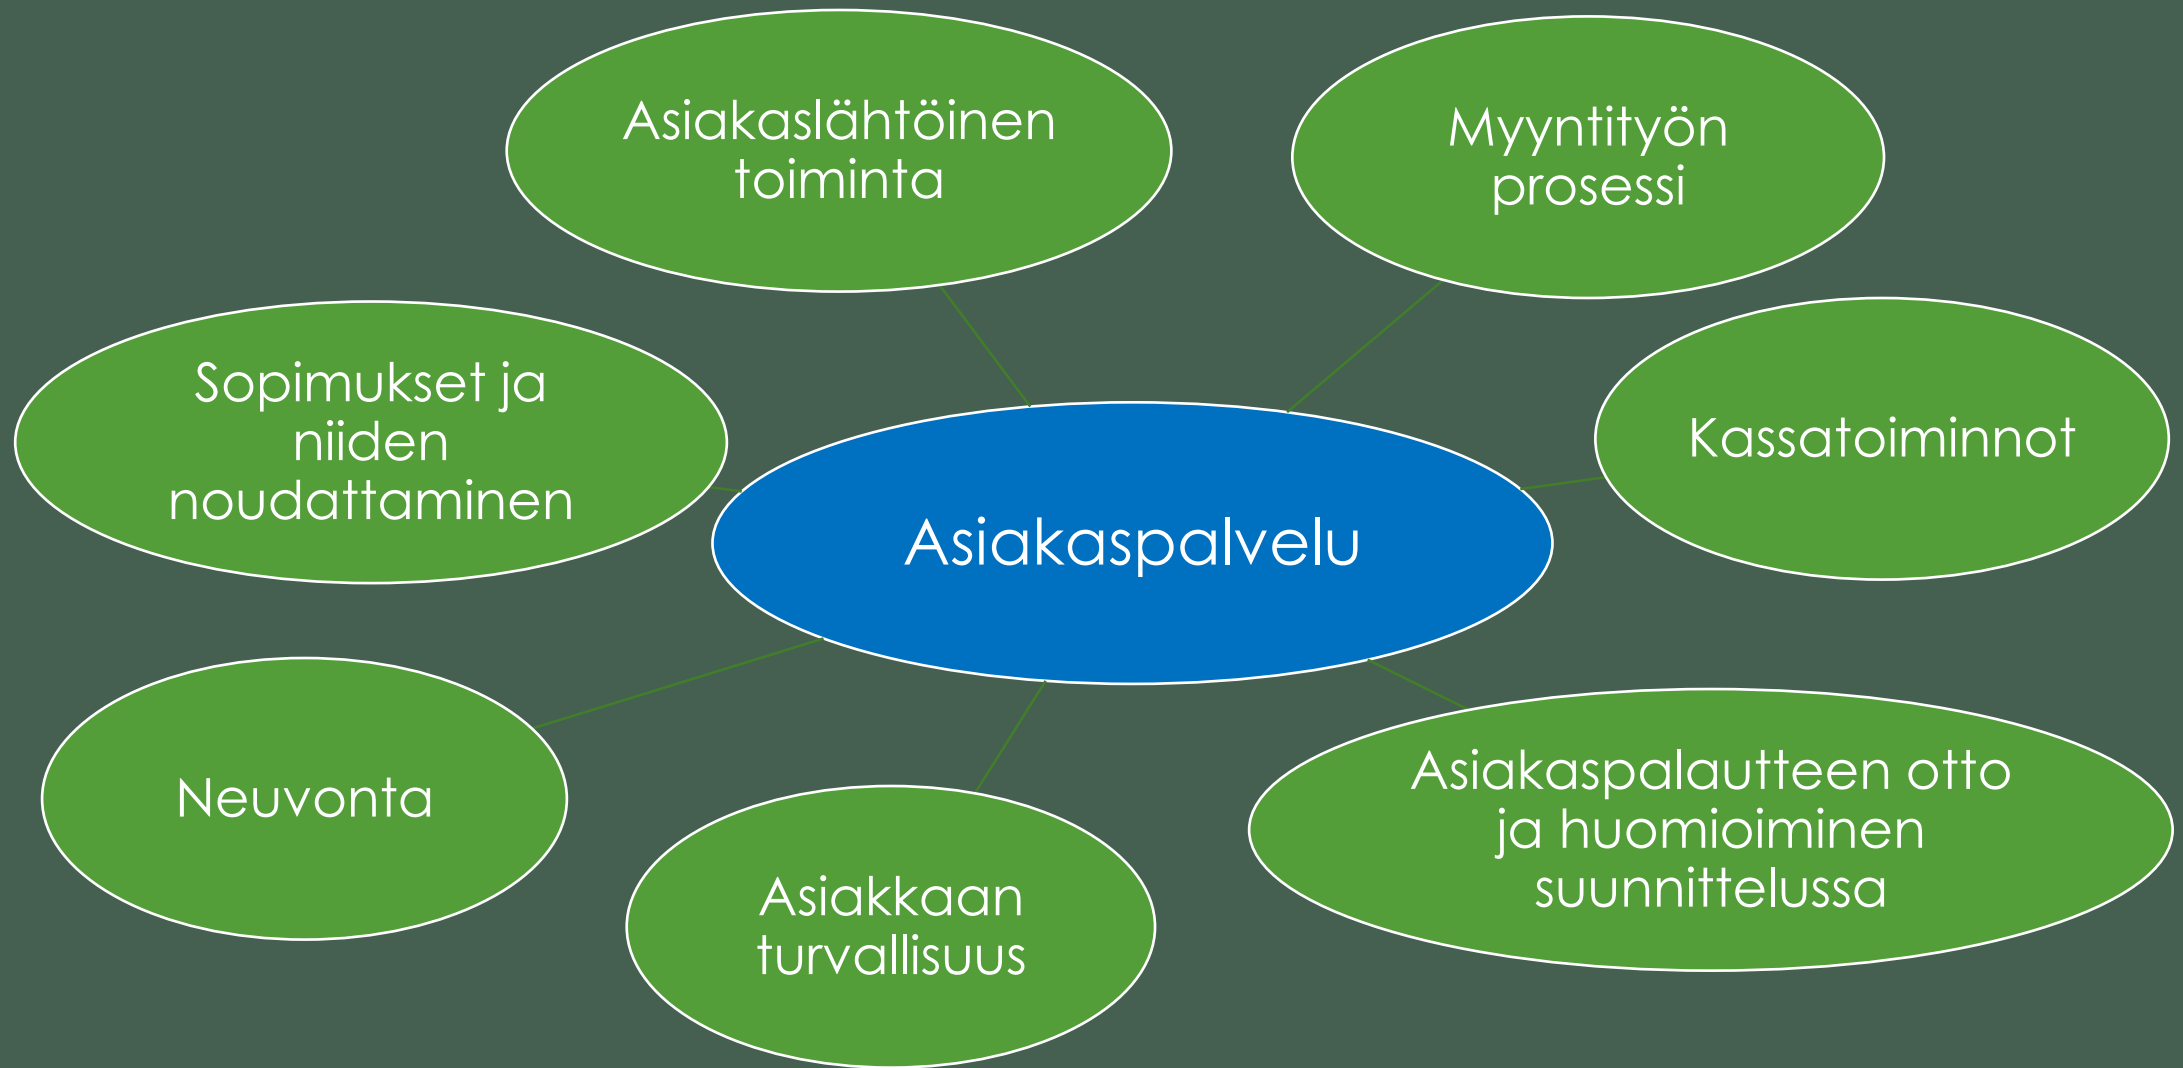 Asiakaslähtöinen
toiminta
Myyntityön
prosessi
Kassatoiminnot
Sopimukset ja
niiden
noudattaminen
Asiakaspalvelu
Neuvonta
Asiakkaan
turvallisuus
Asiakaspalautteen otto
ja huomioiminen
suunnittelussa